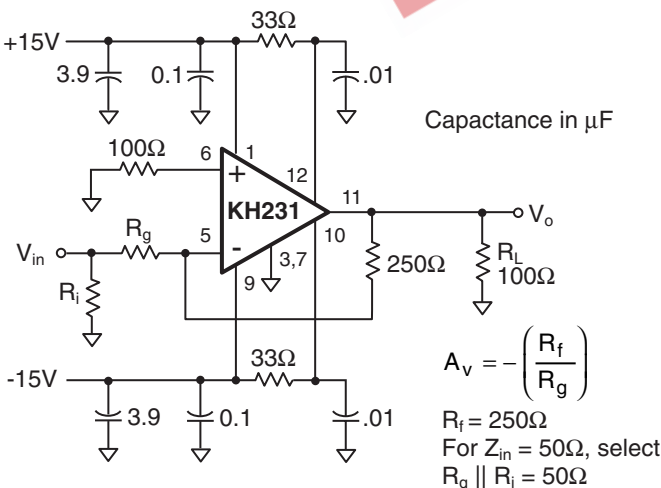 33Ω
+15V
3.9
0.1
.01
Capactance in μF
100Ω
6
1
12
+
KH231
11
Vo
Rg
5
-
10
Vin
3,7
250Ω
RL
100Ω
Ri
9
33Ω
-15V
3.9
0.1
.01
Av = -(Rf/Rg)
Rf = 250Ω
For Zin = 50Ω, select
Rg || Ri = 50Ω